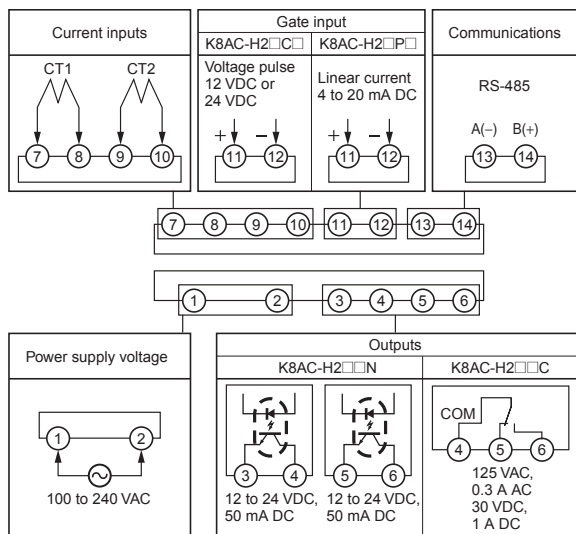 Current inputs
CT1 CT2
7 8 9 10
Gate input
K8AC-H2□□C□
Voltage pulse
12 VDC or
24 VDC
+ −
11 12
K8AC-H2□□P□
Linear current
4 to 20 mA DC
+ −
11 12
Communications
RS-485
A(−) B(+)
13 14
7 8 9 10 11 12 13 14
1 2 3 4 5 6
Power supply voltage
1 2
100 to 240 VAC
Outputs
K8AC-H2□□N
3 4
12 to 24 VDC,
50 mA DC
5 6
12 to 24 VDC,
50 mA DC
K8AC-H2□□C
COM
4 5 6
125 VAC,
0.3 A AC
30 VDC,
1 A DC